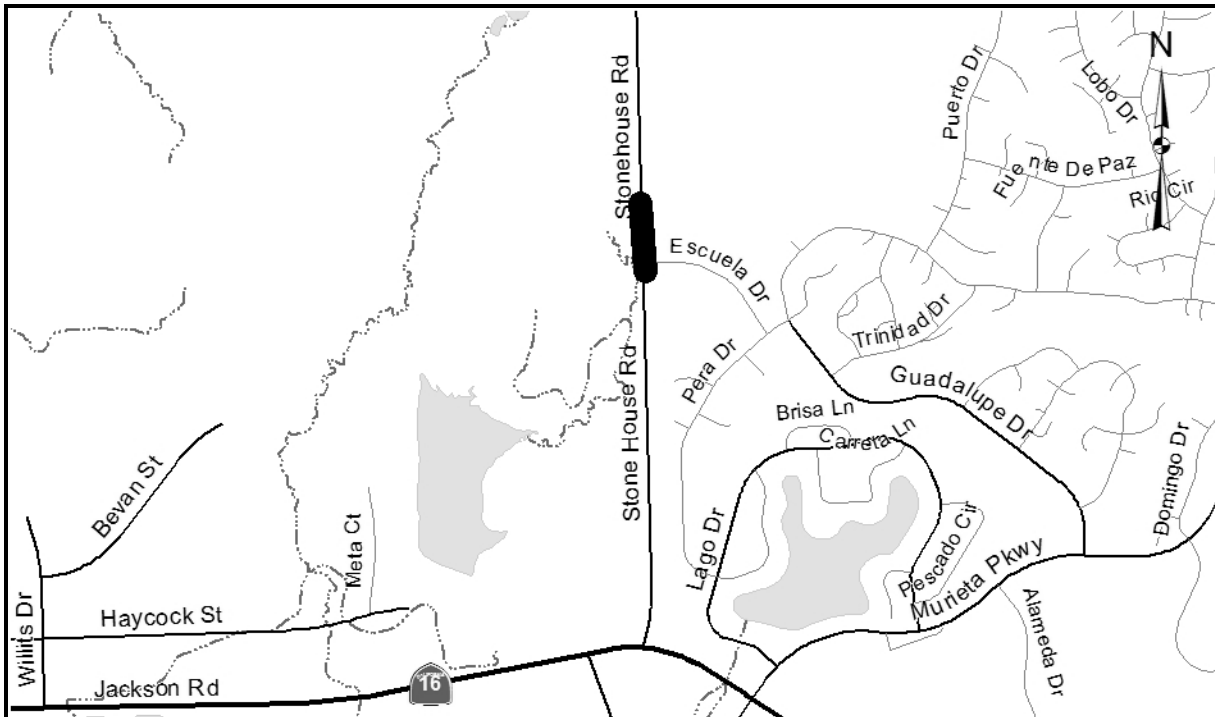 N
Stonehouse Rd
Puerto Dr
Lobo Dr
Fuente De Paz
Rio Cir
Escuela Dr
Trinidad Dr
Pera Dr
Guadalupe Dr
Brisa Ln
Carreta Ln
Stone House Rd
Domingo Dr
Bevan St
Meta Ct
Lago Dr
Pescado Cir
Murieta Pkwy
Alameda Dr
Haycock St
Willits Dr
Jackson Rd
16